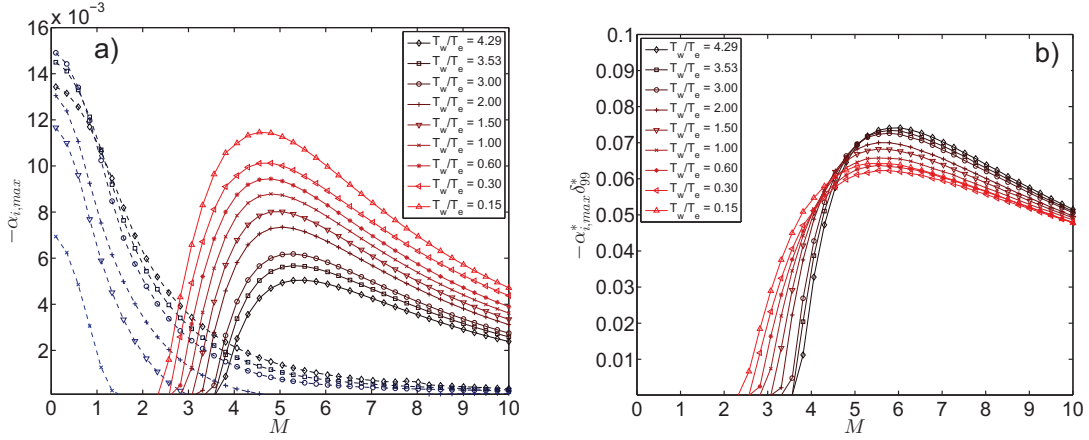 16 x 10⁻³
a)
14
12
10
8
6
4
2
−α_{i,max}
0 1 2 3 4 5 6 7 8 9 10
M
T_w/T_e = 4.29
T_w/T_e = 3.53
T_w/T_e = 3.00
T_w/T_e = 2.00
T_w/T_e = 1.50
T_w/T_e = 1.00
T_w/T_e = 0.60
T_w/T_e = 0.30
T_w/T_e = 0.15
b)
0.1
0.09
0.08
0.07
0.06
0.05
0.04
0.03
0.02
0.01
−α*_{i,max} δ*_{99}
0 1 2 3 4 5 6 7 8 9 10
M
T_w/T_e = 4.29
T_w/T_e = 3.53
T_w/T_e = 3.00
T_w/T_e = 2.00
T_w/T_e = 1.50
T_w/T_e = 1.00
T_w/T_e = 0.60
T_w/T_e = 0.30
T_w/T_e = 0.15